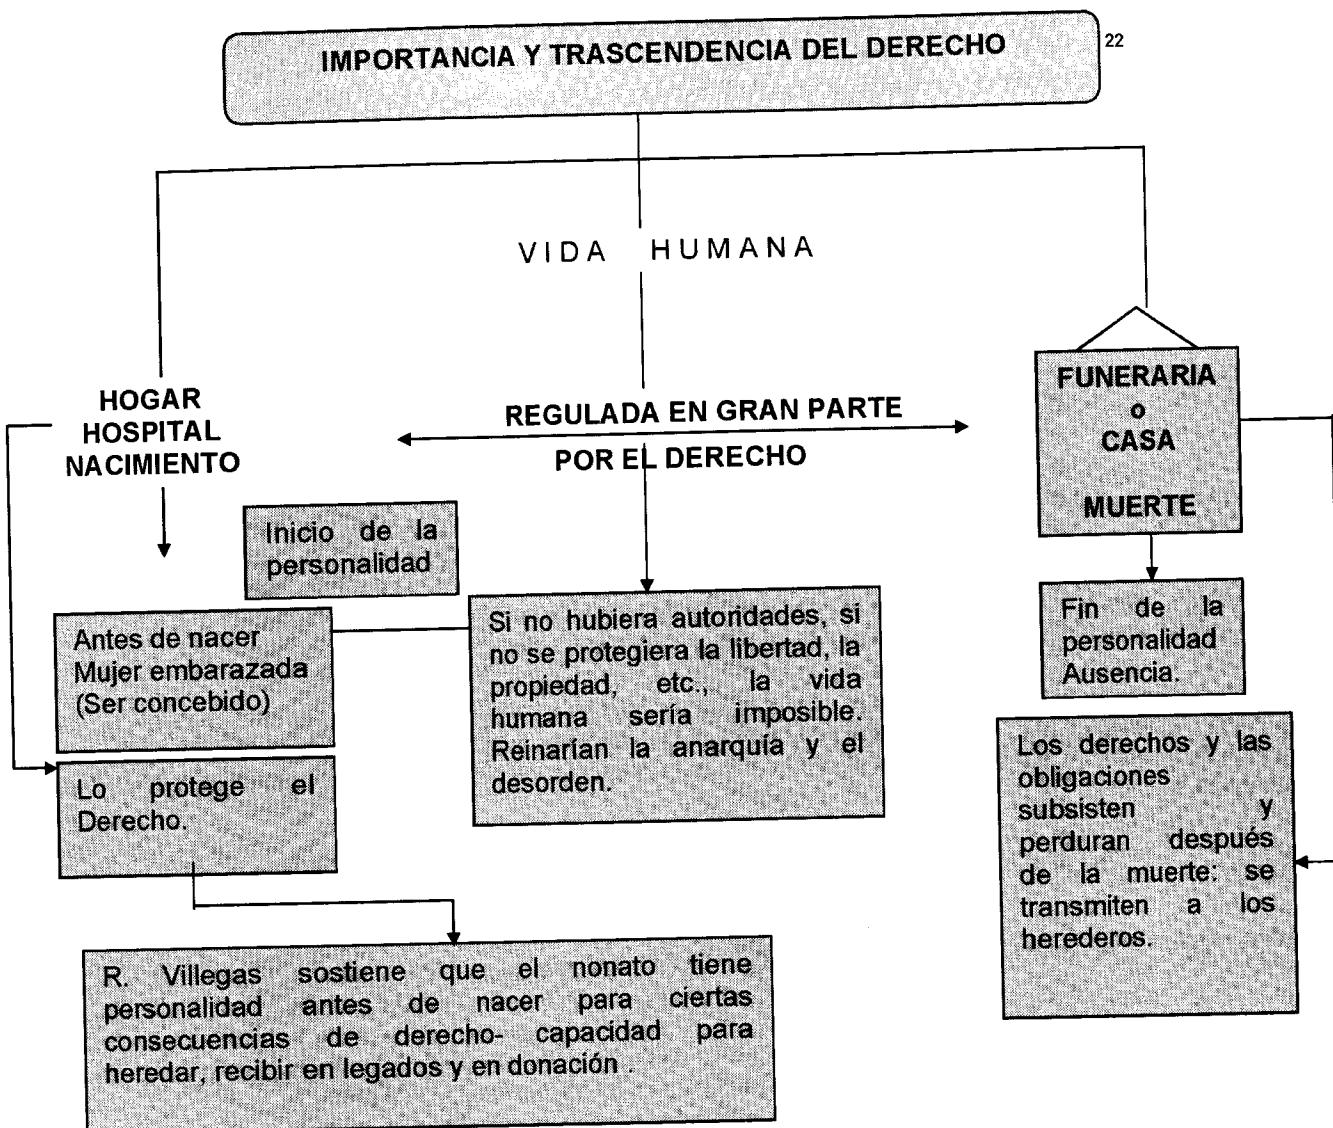 IMPORTANCIA Y TRASCENDENCIA DEL DERECHO 22
VIDA HUMANA
HOGAR
HOSPITAL
NACIMIENTO
REGULADA EN GRAN PARTE
POR EL DERECHO
FUNERARIA
o
CASA
MUERTE
Inicio de la
personalidad
Antes de nacer
Mujer embarazada
(Ser concebido)
Lo protege el
Derecho.
Si no hubiera autoridades, si
no se protegiera la libertad, la
propiedad, etc., la vida
humana sería imposible.
Reinarían la anarquía y el
desorden.
Fin de la
personalidad
Ausencia.
Los derechos y las
obligaciones
subsisten y
perduran después
de la muerte: se
transmiten a los
herederos.
R. Villegas sostiene que el nonato tiene
personalidad antes de nacer para ciertas
consecuencias de derecho- capacidad para
heredar, recibir en legados y en donación .